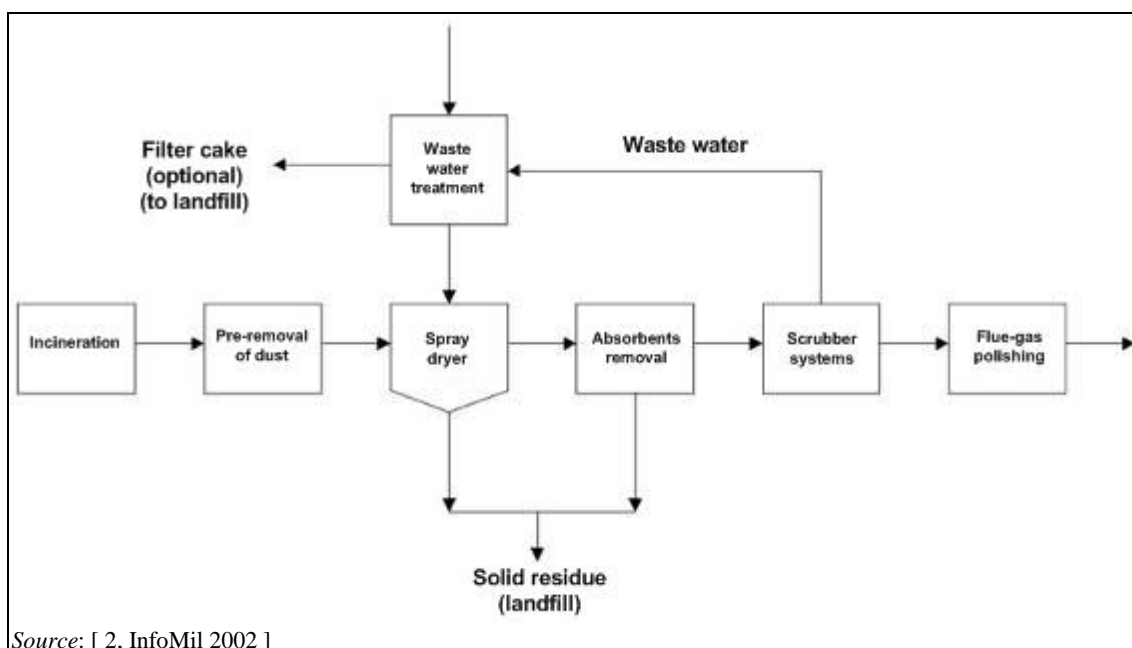 Filter cake
(optional)
(to landfill)
Waste
water
treatment
Waste water
Incineration
Pre-removal
of dust
Spray
dryer
Absorbents
removal
Scrubber
systems
Flue-gas
polishing
Solid residue
(landfill)
Source: [ 2, InfoMil 2002 ]